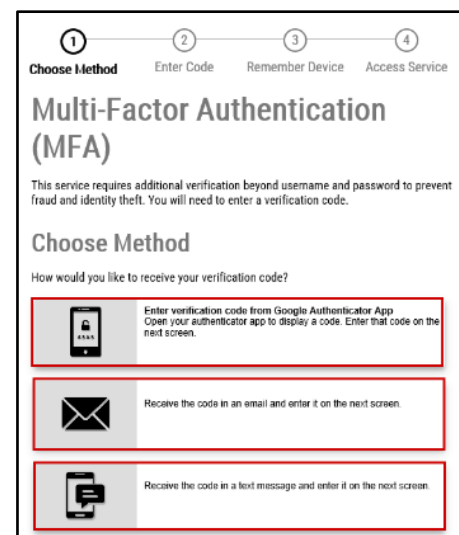 1 2 3 4
Choose Method Enter Code Remember Device Access Service
Multi-Factor Authentication
(MFA)
This service requires additional verification beyond username and password to prevent
fraud and identity theft. You will need to enter a verification code.
Choose Method
How would you like to receive your verification code?
Enter verification code from Google Authenticator App
Open your authenticator app to display a code. Enter that code on the
next screen.
Receive the code in an email and enter it on the next screen.
Receive the code in a text message and enter it on the next screen.